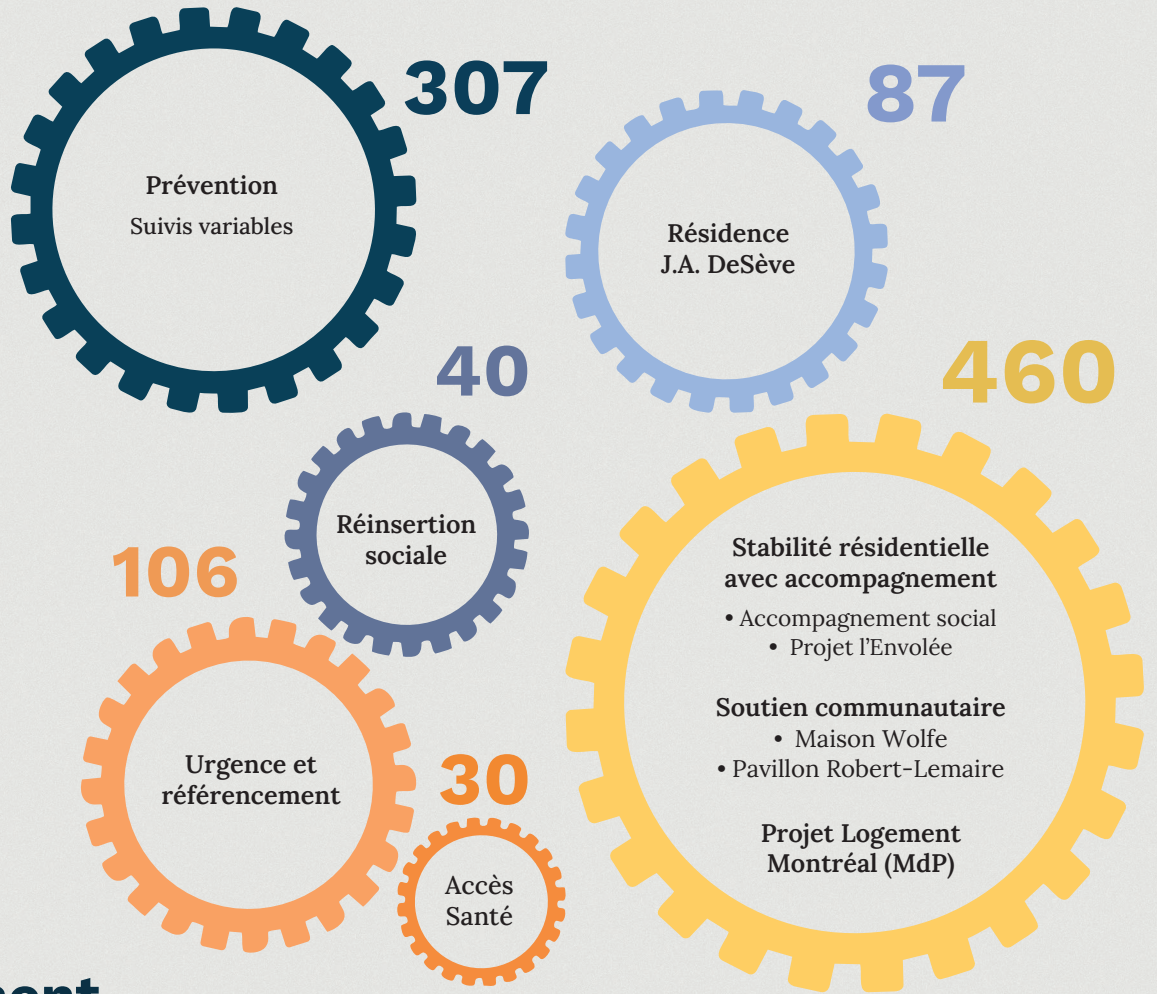 307
Prévention
Suivis variables
87
Résidence
J.A. DeSève
40
Réinsertion
sociale
460
Stabilité résidentielle
avec accompagnement
• Accompagnement social
• Projet l’Envolée
Soutien communautaire
• Maison Wolfe
• Pavillon Robert-Lemaire
Projet Logement
Montréal (MdP)
106
Urgence et
référencement
30
Accès
Santé